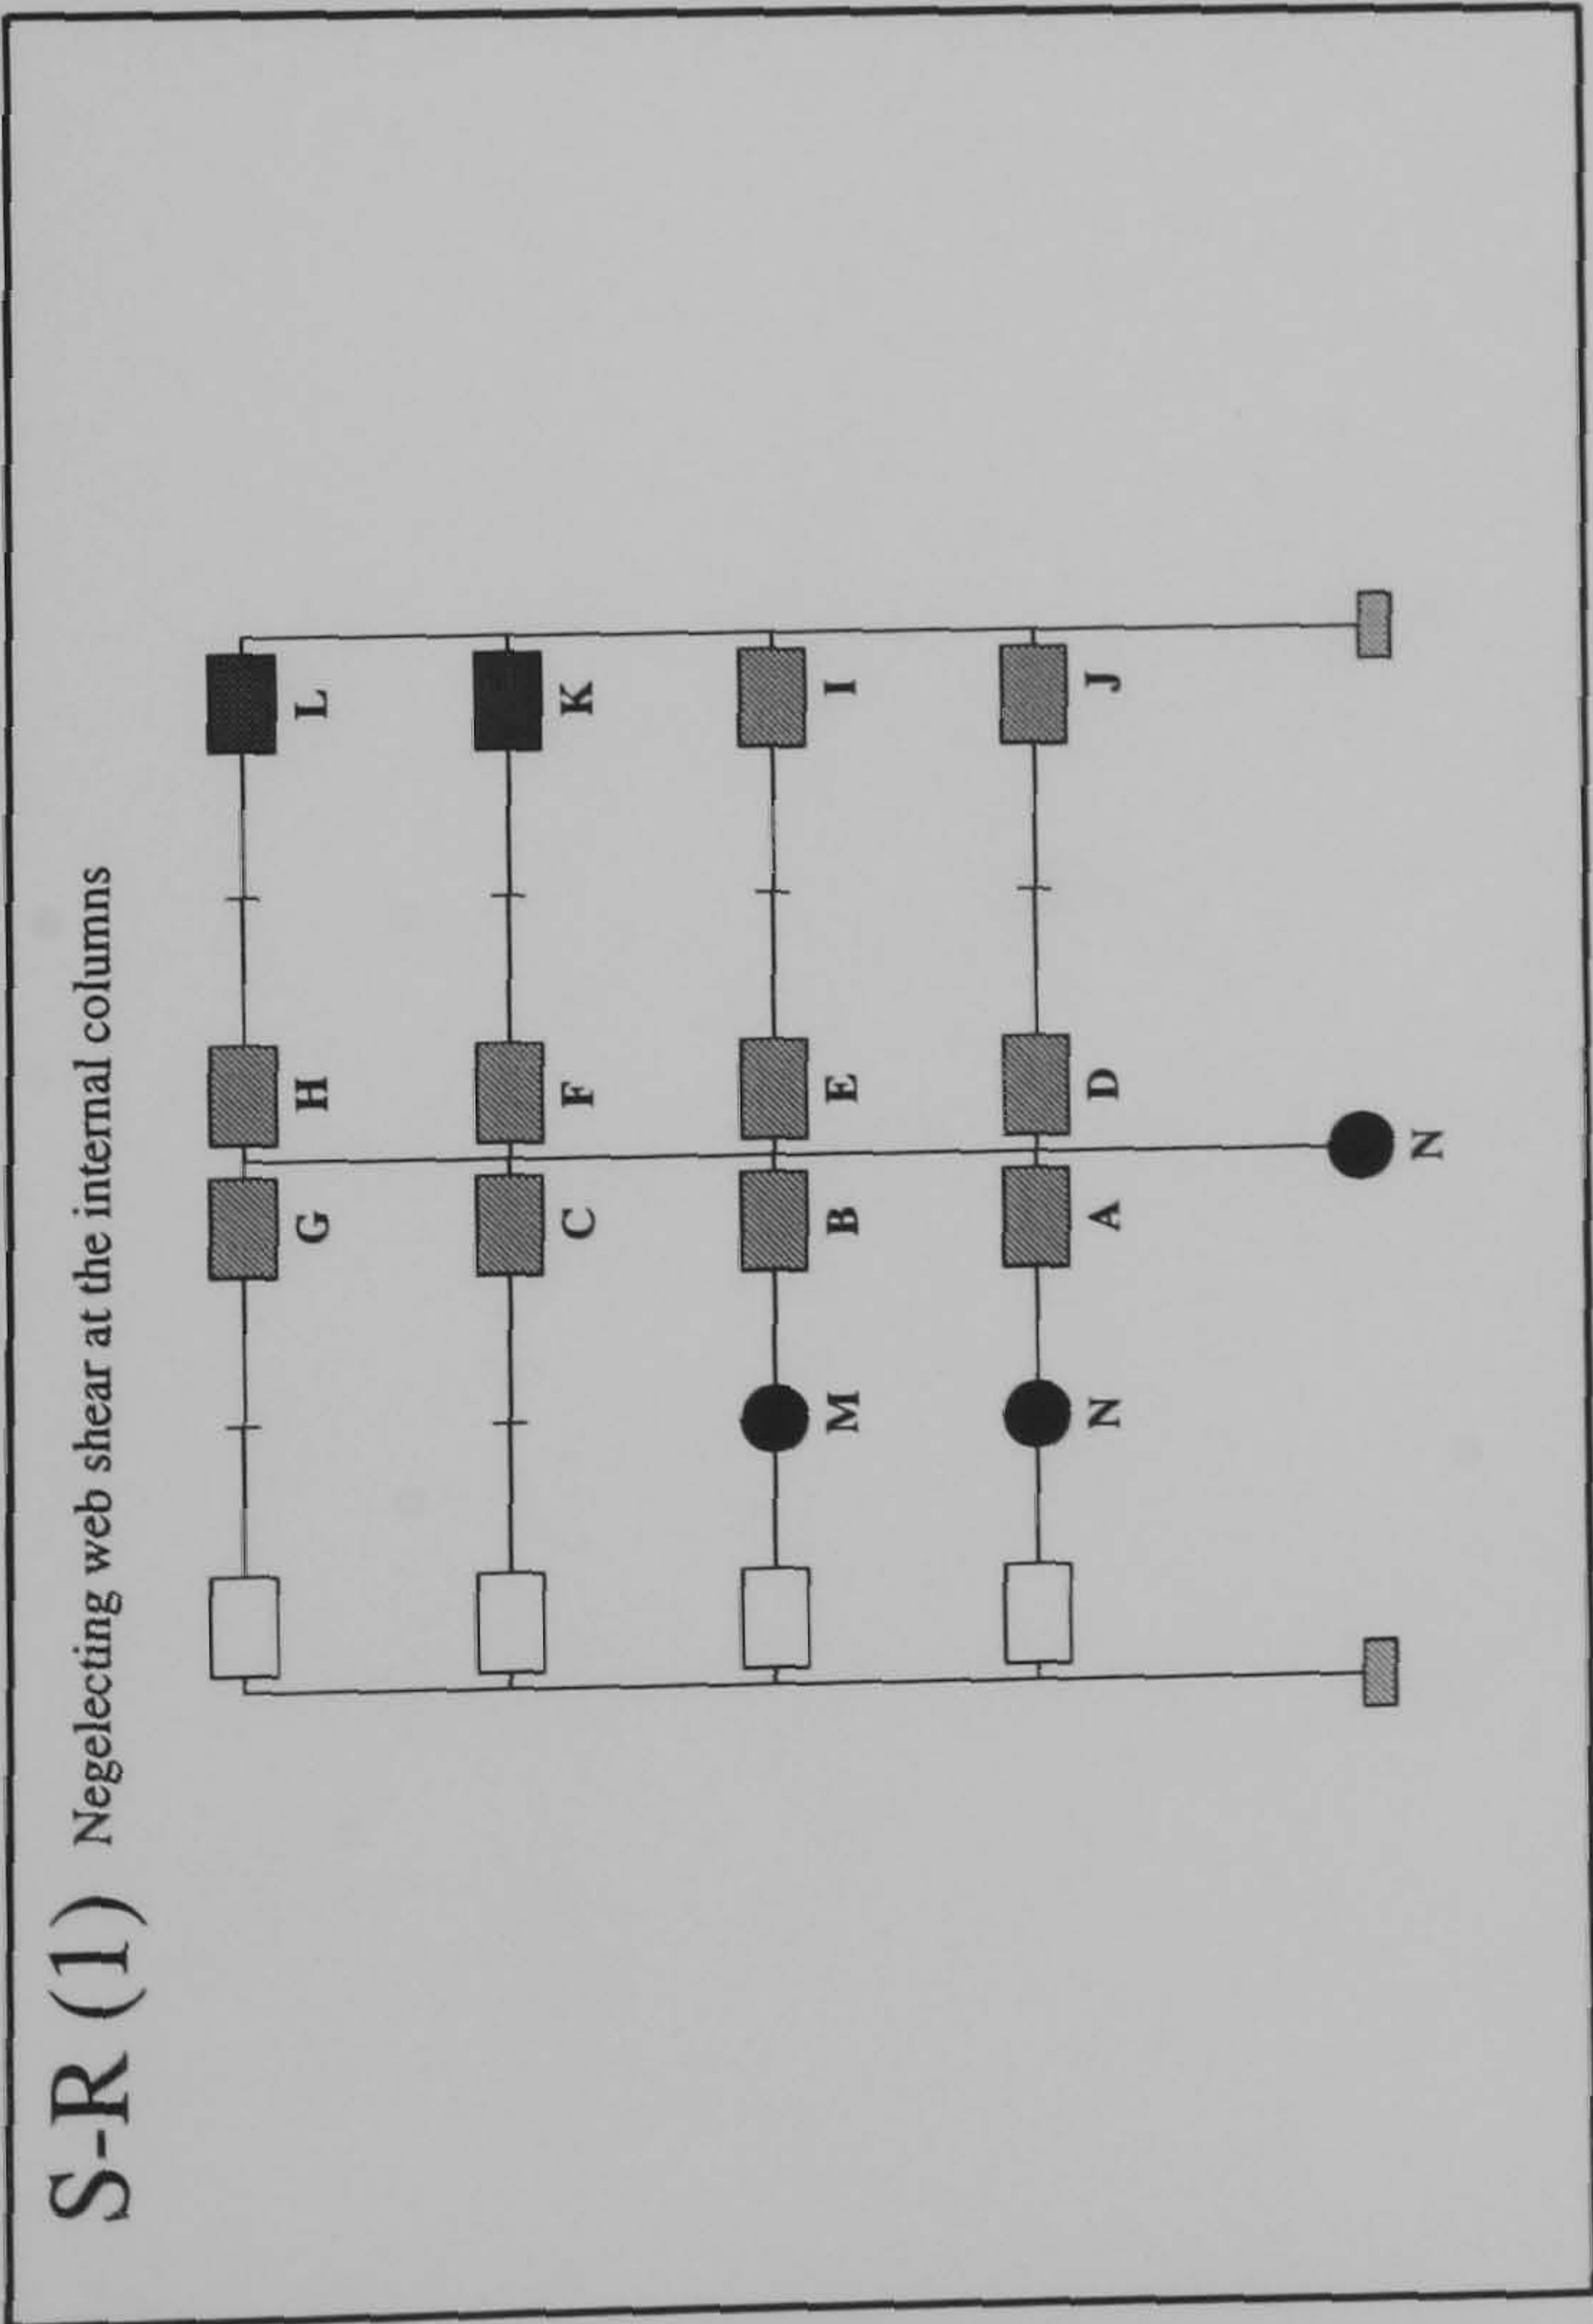 S-R (1) Negelecting web shear at the internal columns
G H L
C F K
M B E I
N A D J
N